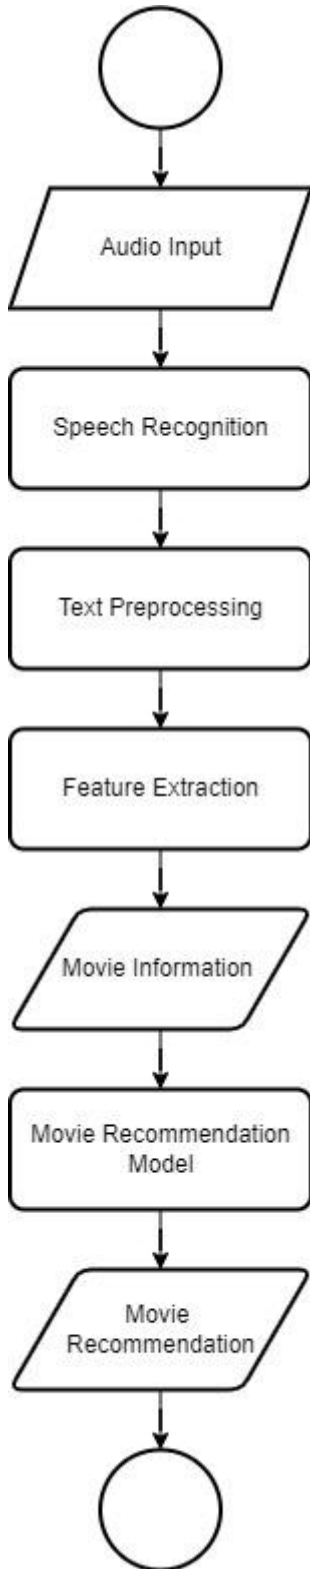 Audio Input
Speech Recognition
Text Preprocessing
Feature Extraction
Movie Information
Movie Recommendation
Model
Movie
Recommendation